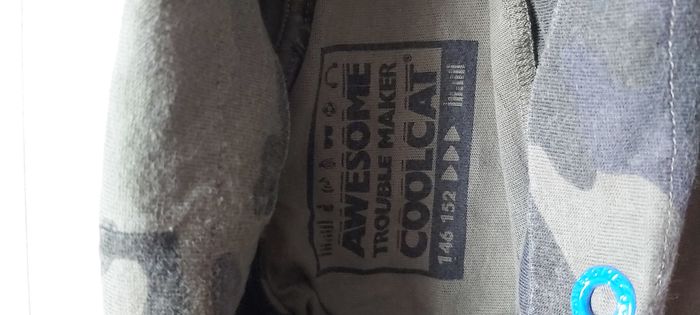 AWESOME
TROUBLE MAKER
COOLCAT®
146 152